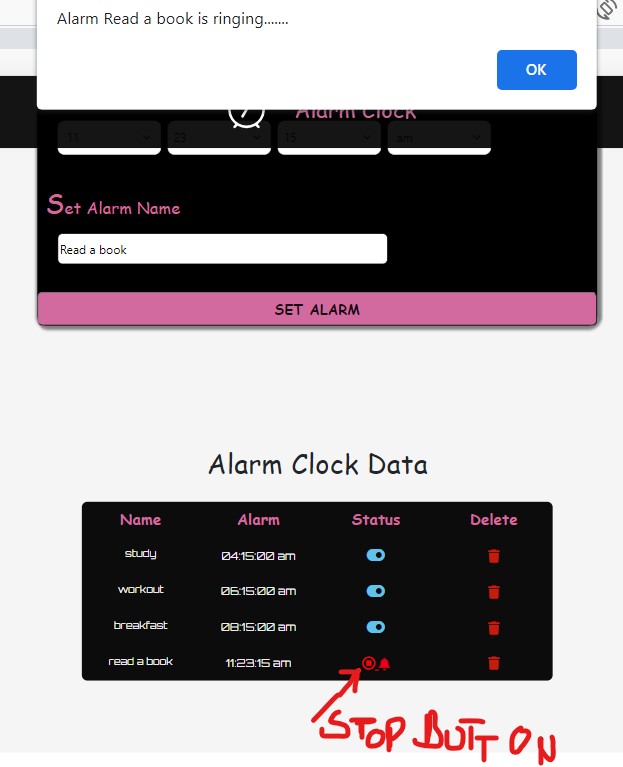 Alarm Read a book is ringing.......
OK
Alarm Clock
11 23 15 am
Set Alarm Name
Read a book
SET ALARM
Alarm Clock Data
Name Alarm Status Delete
study 04:15:00 am
workout 06:15:00 am
breakfast 08:15:00 am
read a book 11:23:15 am
STOP BUTTON